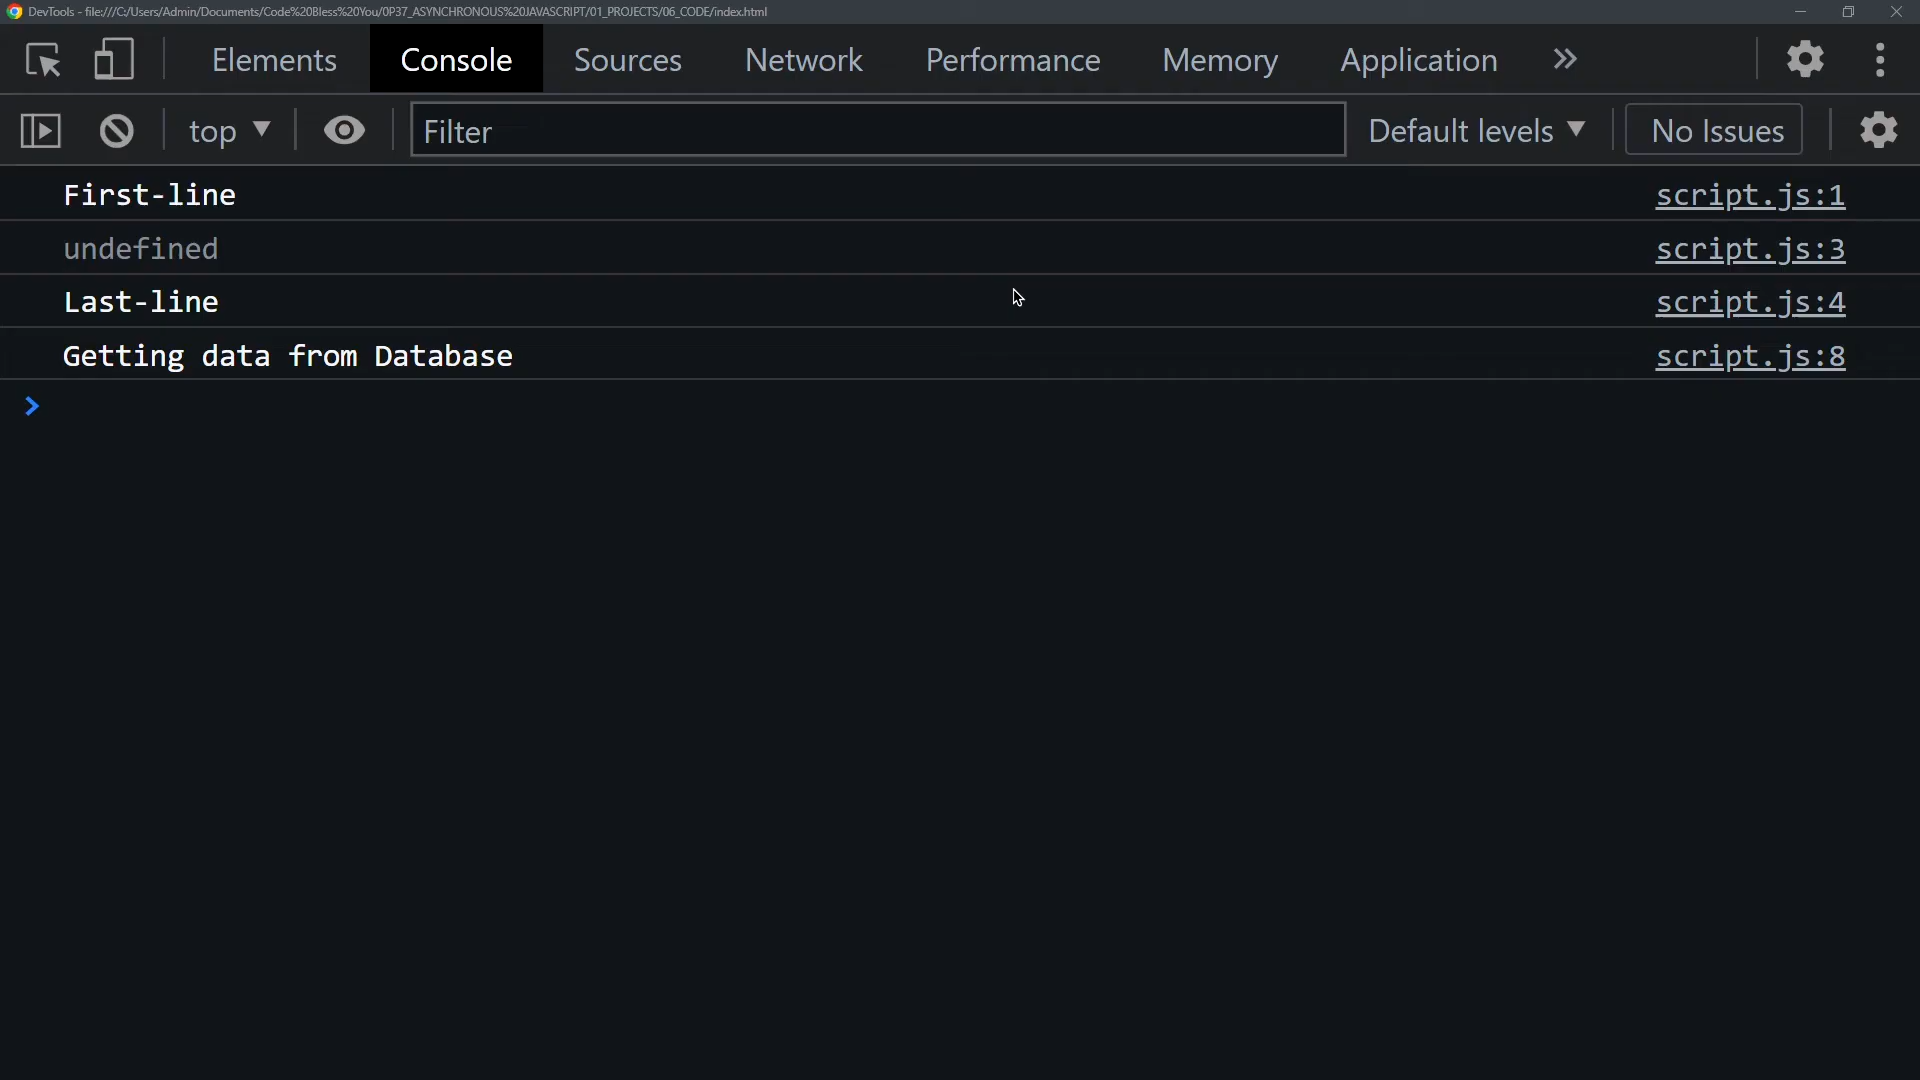 DevTools - file:///C:/Users/Admin/Documents/Code%20Bless%20You/0P37_ASYNCHRONOUS%20JAVASCRIPT/01_PROJECTS/06_CODE/index.html
Elements Console Sources Network Performance Memory Application
top Filter Default levels No Issues
First-line script.js:1
undefined script.js:3
Last-line script.js:4
Getting data from Database script.js:8